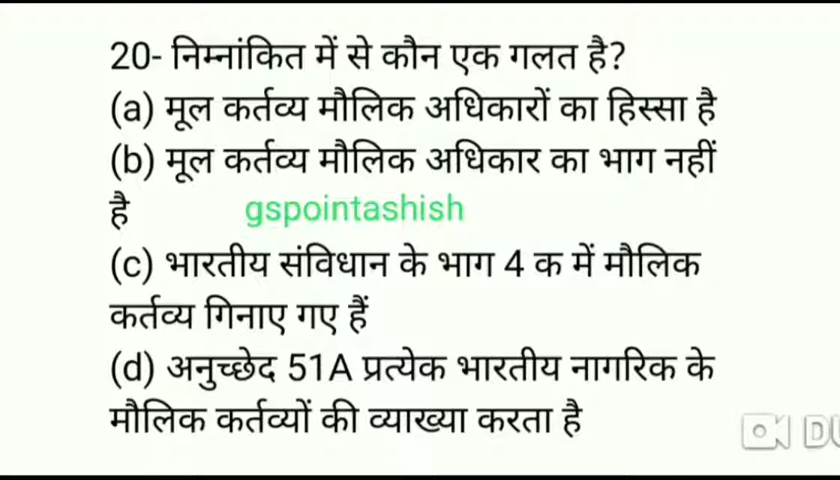 20- निम्नांकित में से कौन एक गलत है?
(a) मूल कर्तव्य मौलिक अधिकारों का हिस्सा है
(b) मूल कर्तव्य मौलिक अधिकार का भाग नहीं
है gspointashish
(c) भारतीय संविधान के भाग 4 क में मौलिक
कर्तव्य गिनाए गए हैं
(d) अनुच्छेद 51A प्रत्येक भारतीय नागरिक के
मौलिक कर्तव्यों की व्याख्या करता है